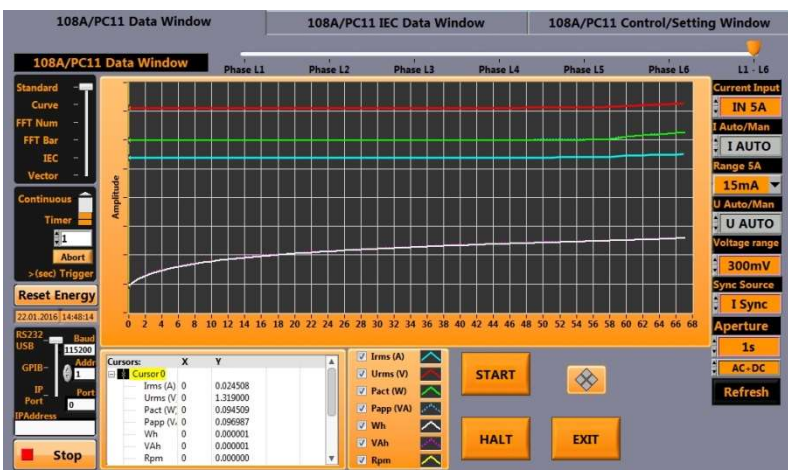 108A/PC11 Data Window
108A/PC11 IEC Data Window
108A/PC11 Control/Setting Window
108A/PC11 Data Window
Phase L1 Phase L2 Phase L3 Phase L4 Phase L5 Phase L6 L1 - L6
Standard
Curve
FFT Num
FFT Bar
IEC
Vector
Continuous
Timer
1
Abort
>(sec) Trigger
Reset Energy
22.01.2016 14:48:14
RS232 Baud
USB 115200
Addr
GPIB- 1
IP Port
Port 0
IPAddress
Stop
Amplitude
0 2 4 6 8 10 12 14 16 18 20 22 24 26 28 30 32 34 36 38 40 42 44 46 48 50 52 54 56 58 60 62 64 66 68
Cursors: X Y
Cursor 0
Irms (A) 0 0.024508
Urms (V 0 1.319000
Pact (W) 0 0.094509
Papp (V 0 0.096987
Wh 0 0.000001
VAh 0 0.000001
Rpm 0 0.000000
Irms (A)
Urms (V)
Pact (W)
Papp (VA)
Wh
VAh
Rpm
START
HALT
EXIT
Current Input
IN 5A
I Auto/Man
I AUTO
Range 5A
15mA
U Auto/Man
U AUTO
Voltage range
300mV
Sync Source
I Sync
Aperture
1s
AC+DC
Refresh